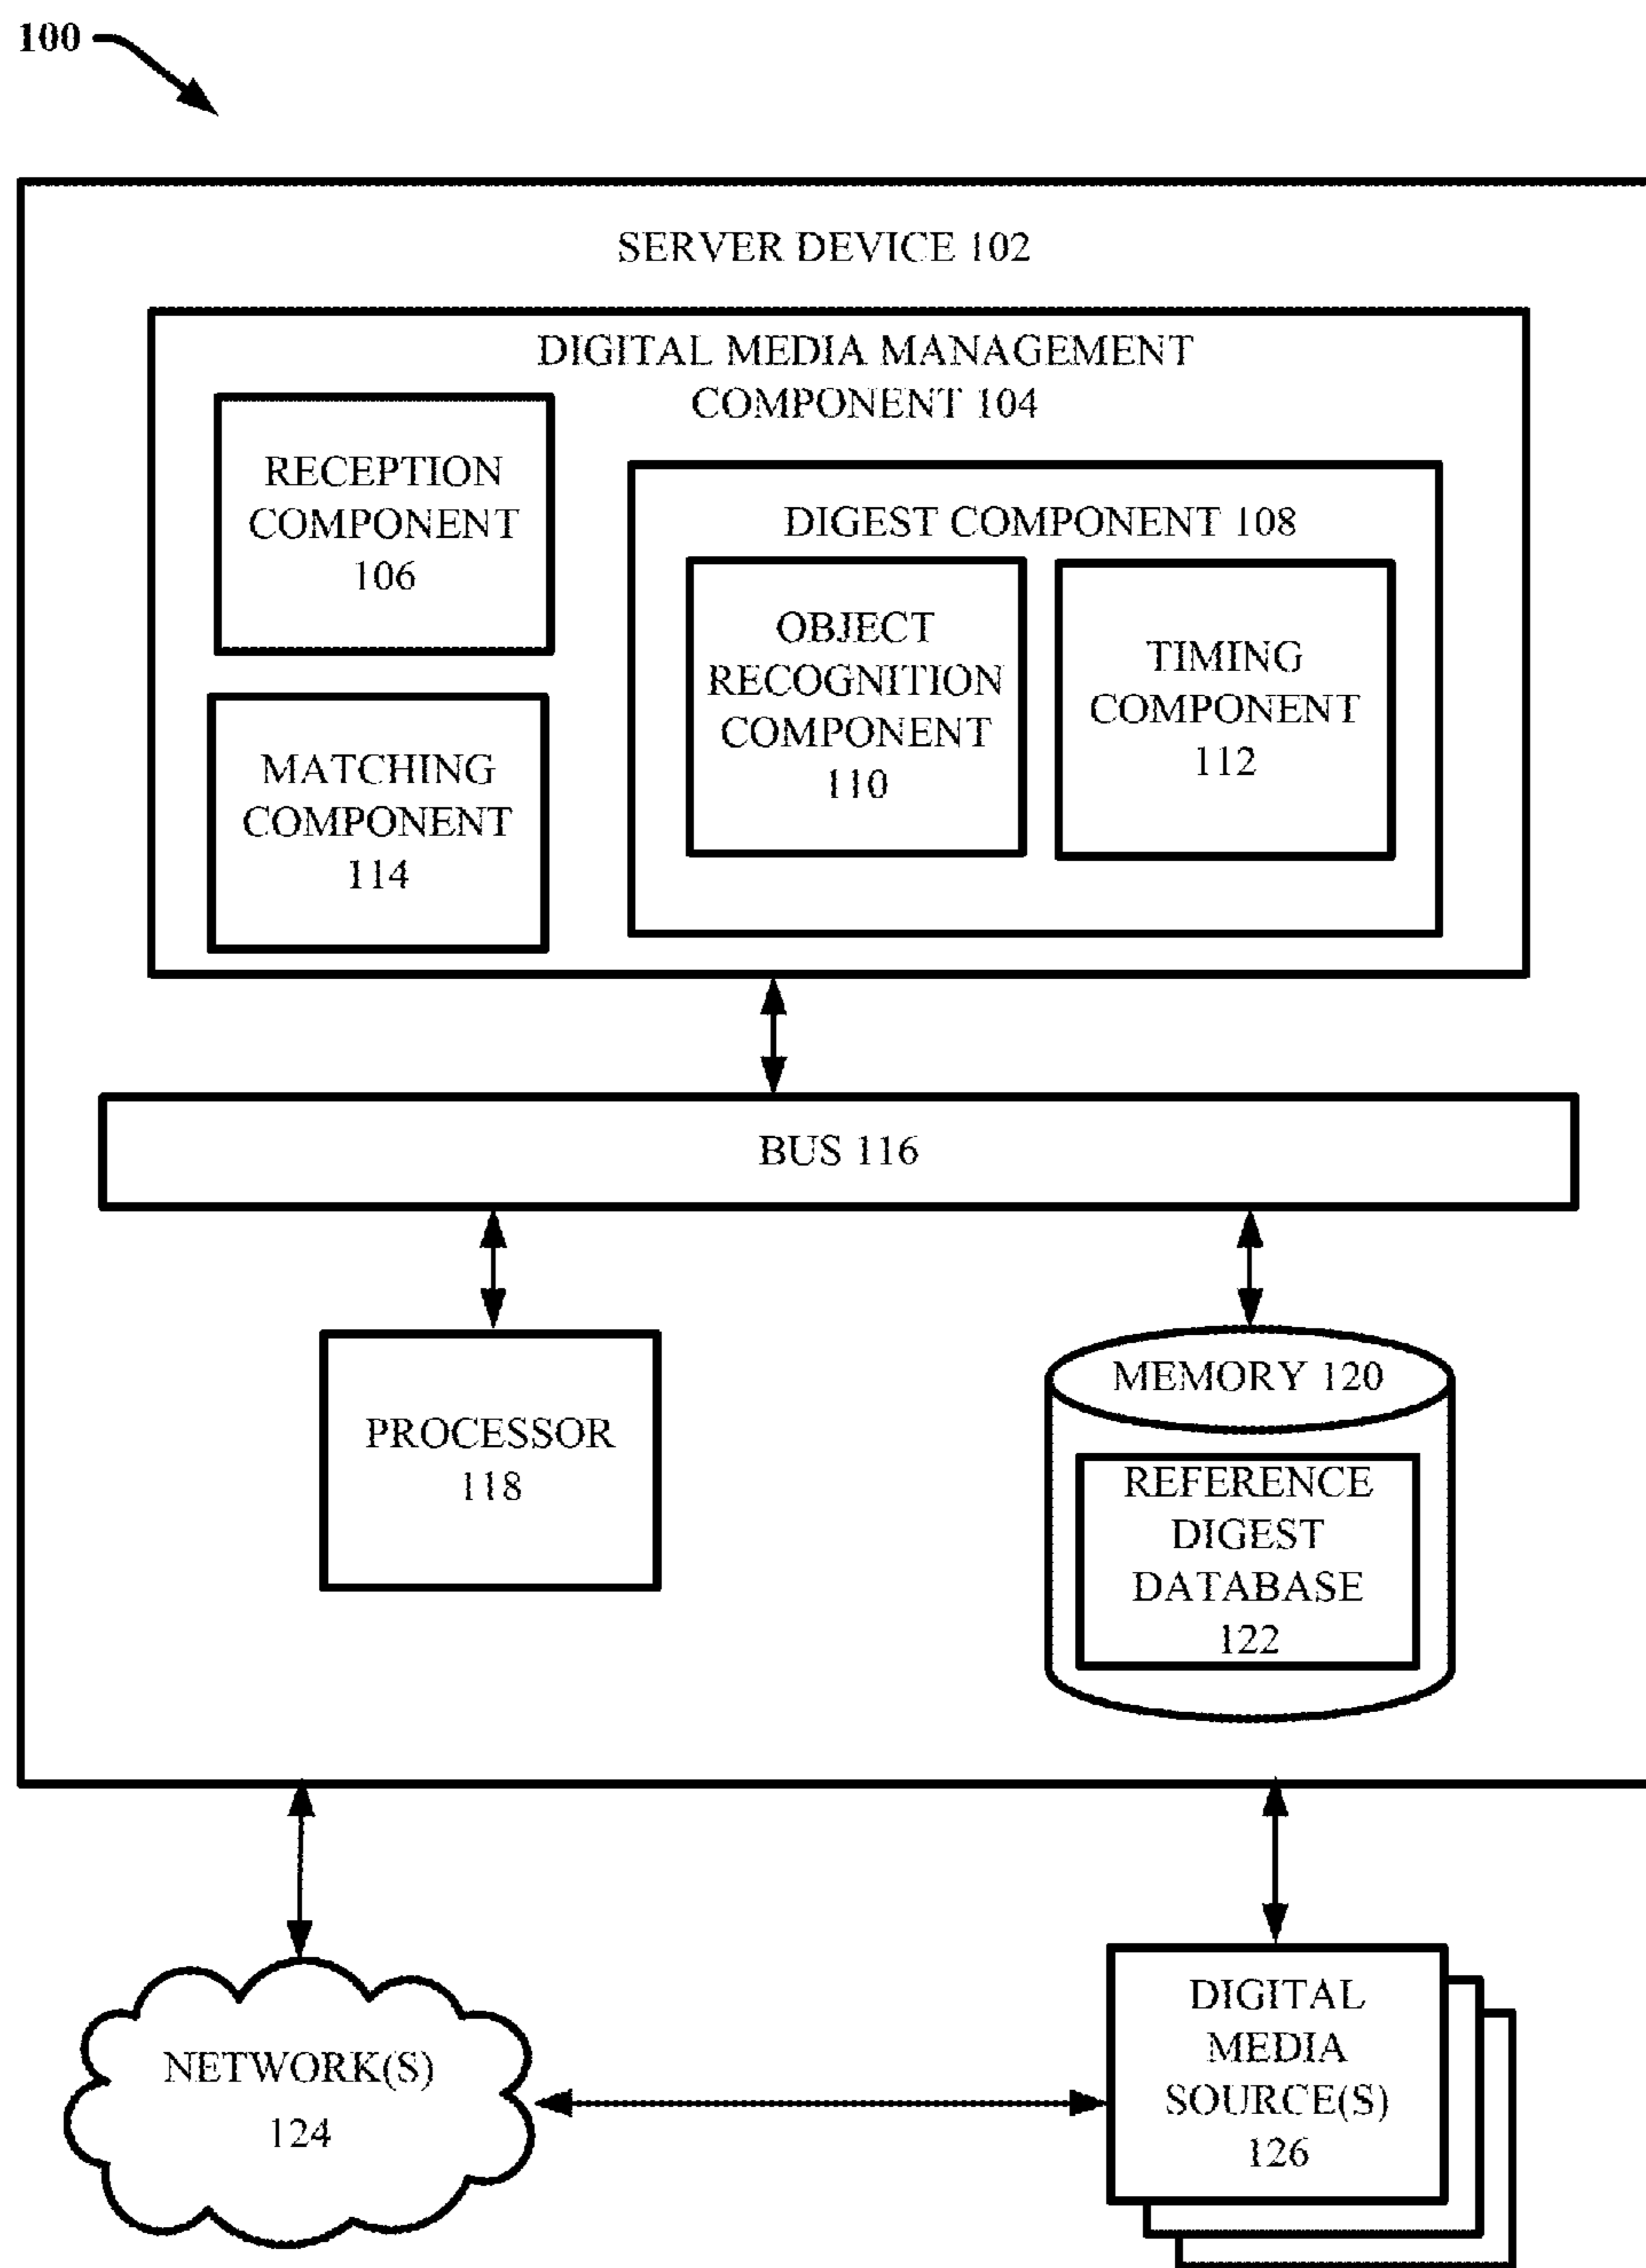 100
SERVER DEVICE 102
DIGITAL MEDIA MANAGEMENT
COMPONENT 104
RECEPTION
COMPONENT
106
DIGEST COMPONENT 108
OBJECT
RECOGNITION
COMPONENT
110
TIMING
COMPONENT
112
MATCHING
COMPONENT
114
BUS 116
PROCESSOR
118
MEMORY 120
REFERENCE
DIGEST
DATABASE
122
NETWORK(S)
124
DIGITAL
MEDIA
SOURCE(S)
126